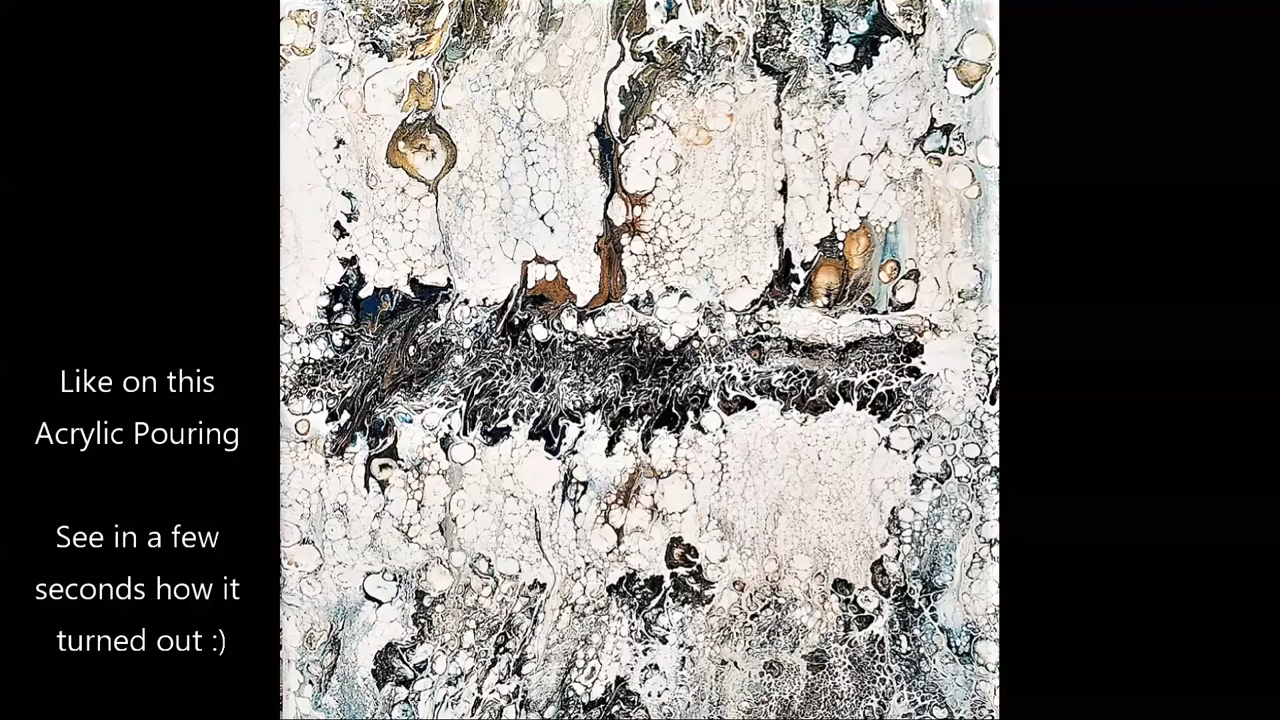 Like on this
Acrylic Pouring
See in a few
seconds how it
turned out :)